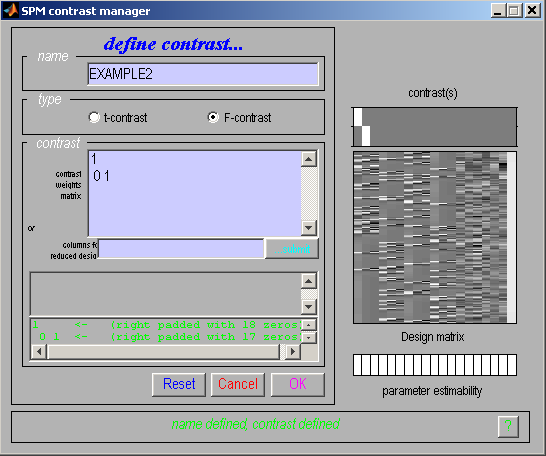 SPM contrast manager
define contrast...
name
EXAMPLE2
type
t-contrast
F-contrast
contrast
contrast
weights
matrix
1
0 1
or
columns fo
reduced desig
1 <- (right padded with 18 zeros
0 1 <- (right padded with 17 zeros
Reset
Cancel
OK
contrast(s)
Design matrix
parameter estimability
name defined, contrast defined
?